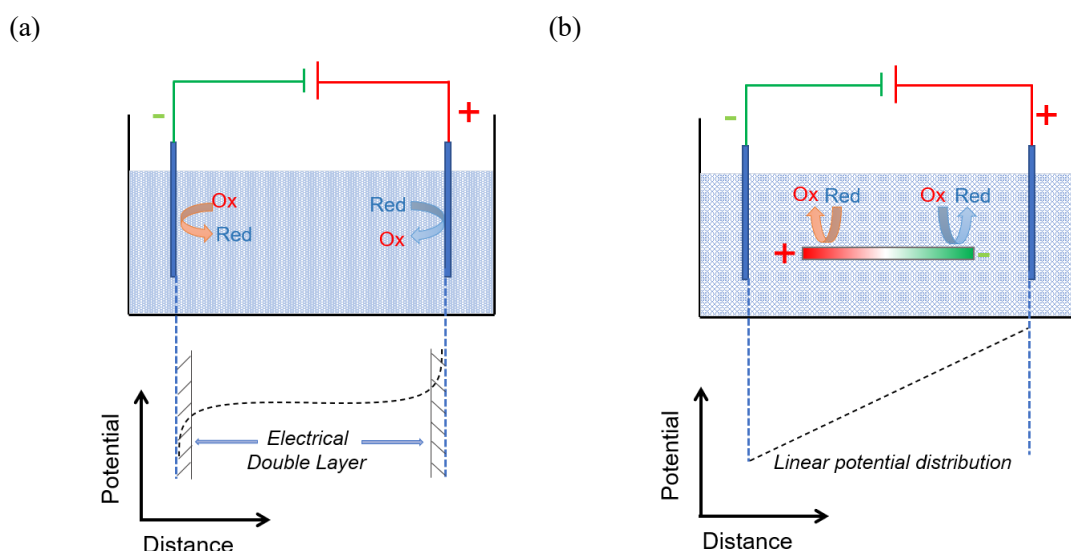 (a)
(b)
- +
- +
Ox
Red
Red
Ox
Ox Red
Ox Red
+ -
Electrical
Double Layer
Potential
Distance
Linear potential distribution
Potential
Distance